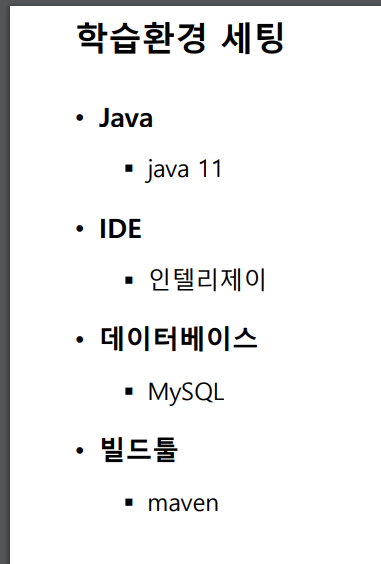 학습환경 세팅
• Java
▪ java 11
• IDE
▪ 인텔리제이
• 데이터베이스
▪ MySQL
• 빌드툴
▪ maven